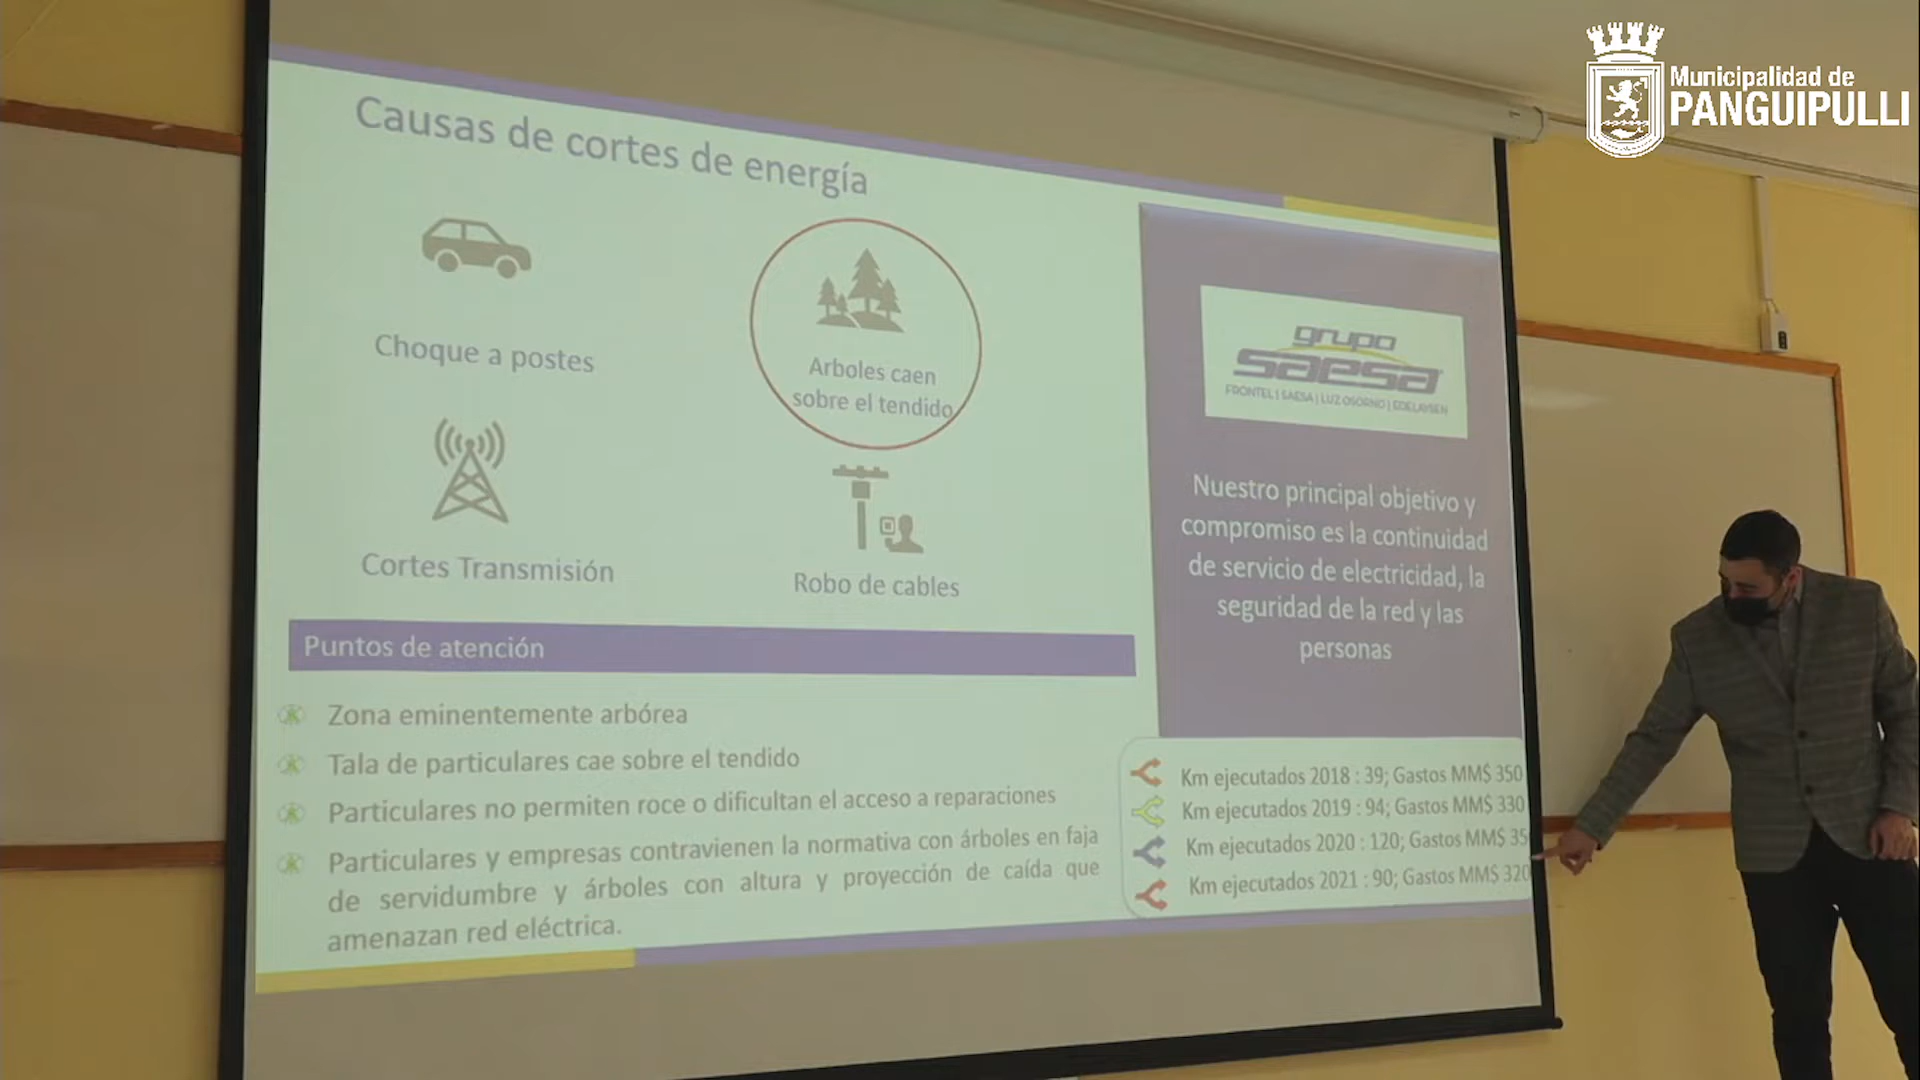 Municipalidad de
PANGUIPULLI
Causas de cortes de energía
Choque a postes
Arboles caen
sobre el tendido
Cortes Transmisión
Robo de cables
Puntos de atención
Zona eminentemente arbórea
Tala de particulares cae sobre el tendido
Particulares no permiten roce o dificultan el acceso a reparaciones
Particulares y empresas contravienen la normativa con árboles en faja
de servidumbre y árboles con altura y proyección de caída que
amenazan red eléctrica.
grupo
saesa
FRONTEL | SAESA | LUZ OSORNO | EDELAYSEN
Nuestro principal objetivo y
compromiso es la continuidad
de servicio de electricidad, la
seguridad de la red y las
personas
Km ejecutados 2018 : 39; Gastos MM$ 350
Km ejecutados 2019 : 94; Gastos MM$ 330
Km ejecutados 2020 : 120; Gastos MM$
Km ejecutados 2021 : 90; Gastos MM$ 320